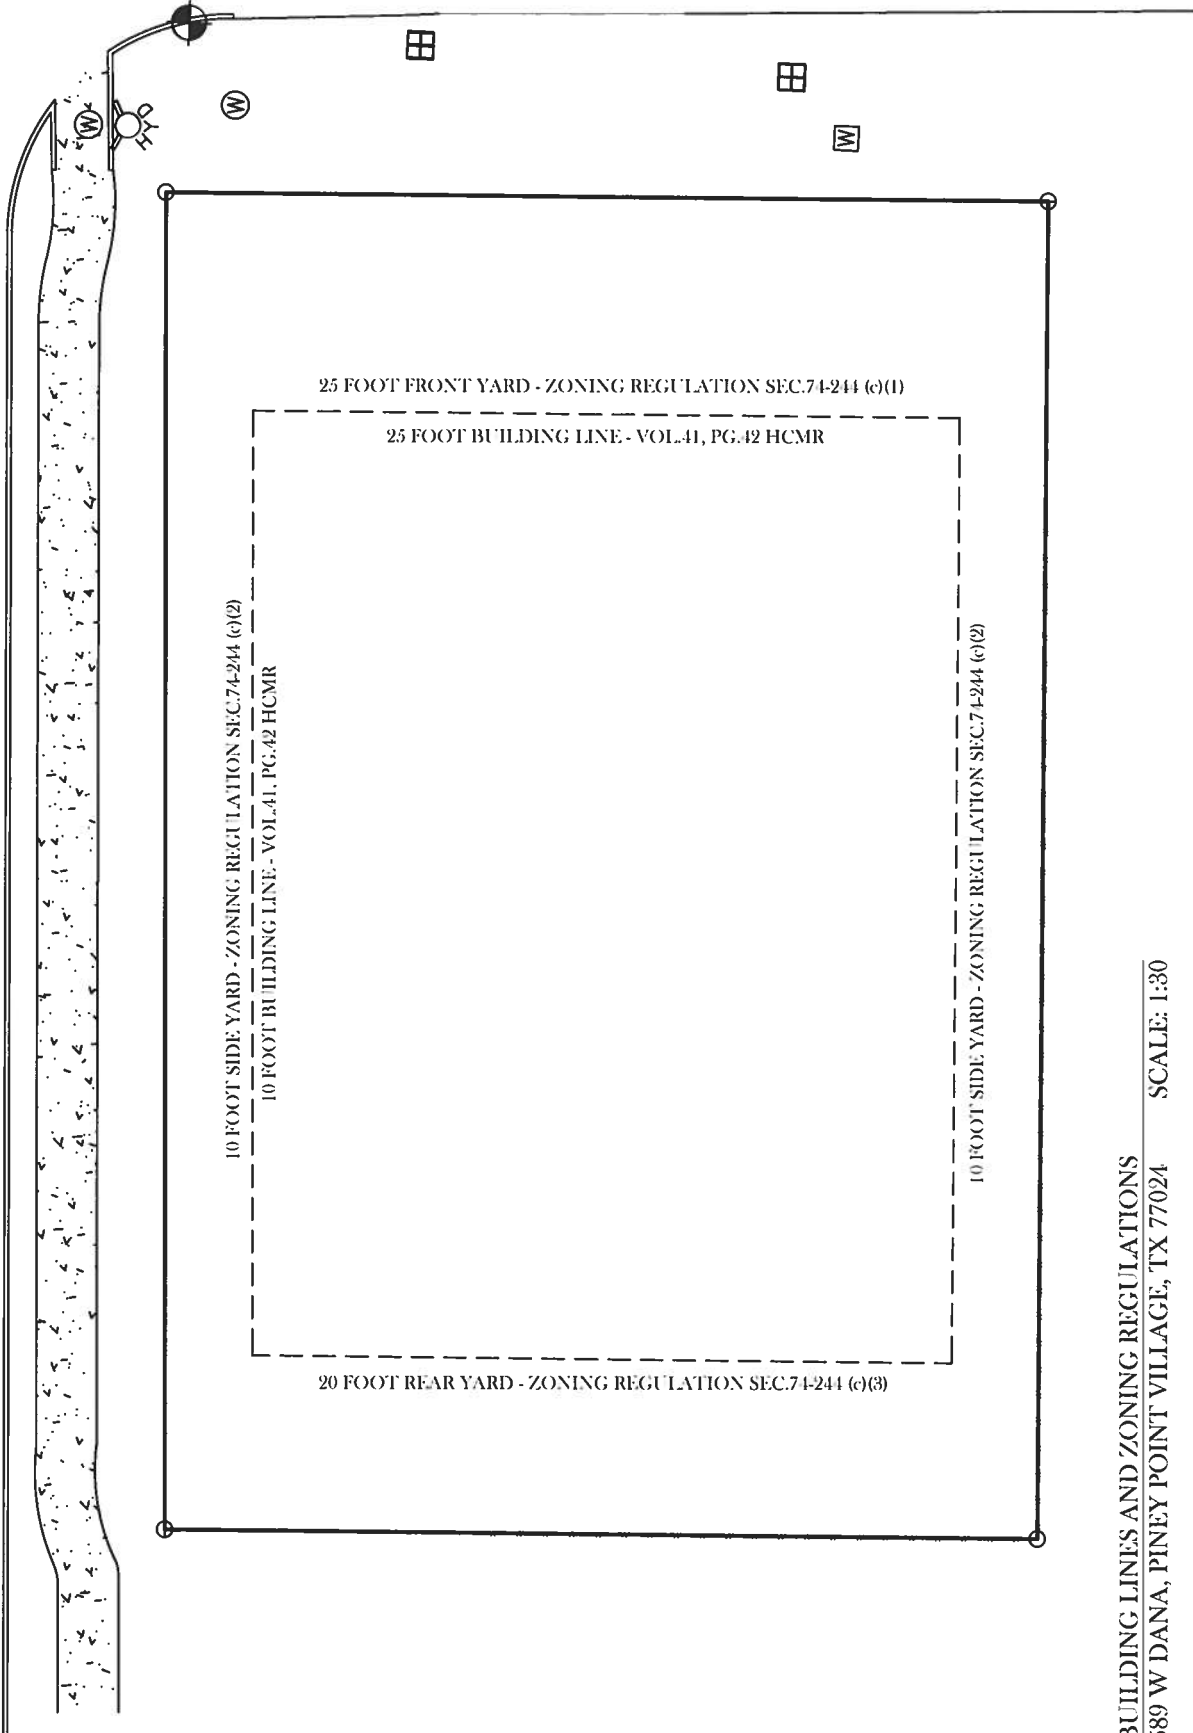 HYD
W
W
W
25 FOOT FRONT YARD - ZONING REGULATION SEC.74-244 (c)(1)
25 FOOT BUILDING LINE - VOL.41, PG.42 HCMR
10 FOOT SIDE YARD - ZONING REGULATION SEC.74-244 (c)(2)
10 FOOT BUILDING LINE - VOL.41, PG.42 HCMR
10 FOOT SIDE YARD - ZONING REGULATION SEC.74-244 (c)(2)
20 FOOT REAR YARD - ZONING REGULATION SEC.74-244 (c)(3)
BUILDING LINES AND ZONING REGULATIONS
W DANA, PINEY POINT VILLAGE, TX 77024 SCALE: 1:30